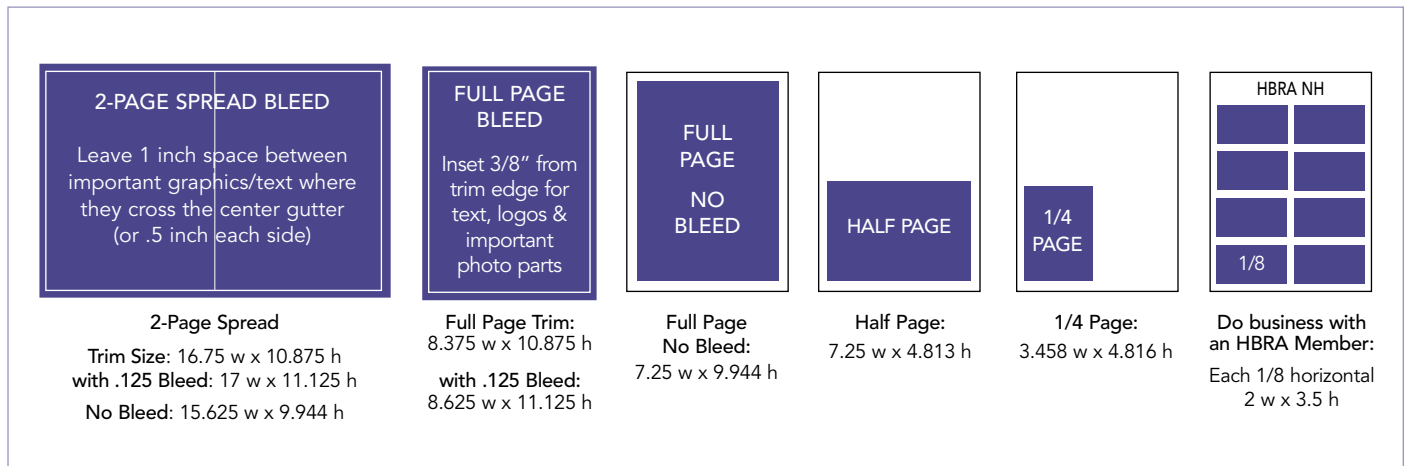 2-PAGE SPREAD BLEED
Leave 1 inch space between
important graphics/text where
they cross the center gutter
(or .5 inch each side)
2-Page Spread
Trim Size: 16.75 w x 10.875 h
with .125 Bleed: 17 w x 11.125 h
No Bleed: 15.625 w x 9.944 h
FULL PAGE
BLEED
Inset 3/8” from
trim edge for
text, logos &
important
photo parts
Full Page Trim:
8.375 w x 10.875 h
with .125 Bleed:
8.625 w x 11.125 h
FULL
PAGE
NO
BLEED
Full Page
No Bleed:
7.25 w x 9.944 h
HALF PAGE
Half Page:
7.25 w x 4.813 h
1/4
PAGE
1/4 Page:
3.458 w x 4.816 h
HBRA NH
1/8
Do business with
an HBRA Member:
Each 1/8 horizontal
2 w x 3.5 h